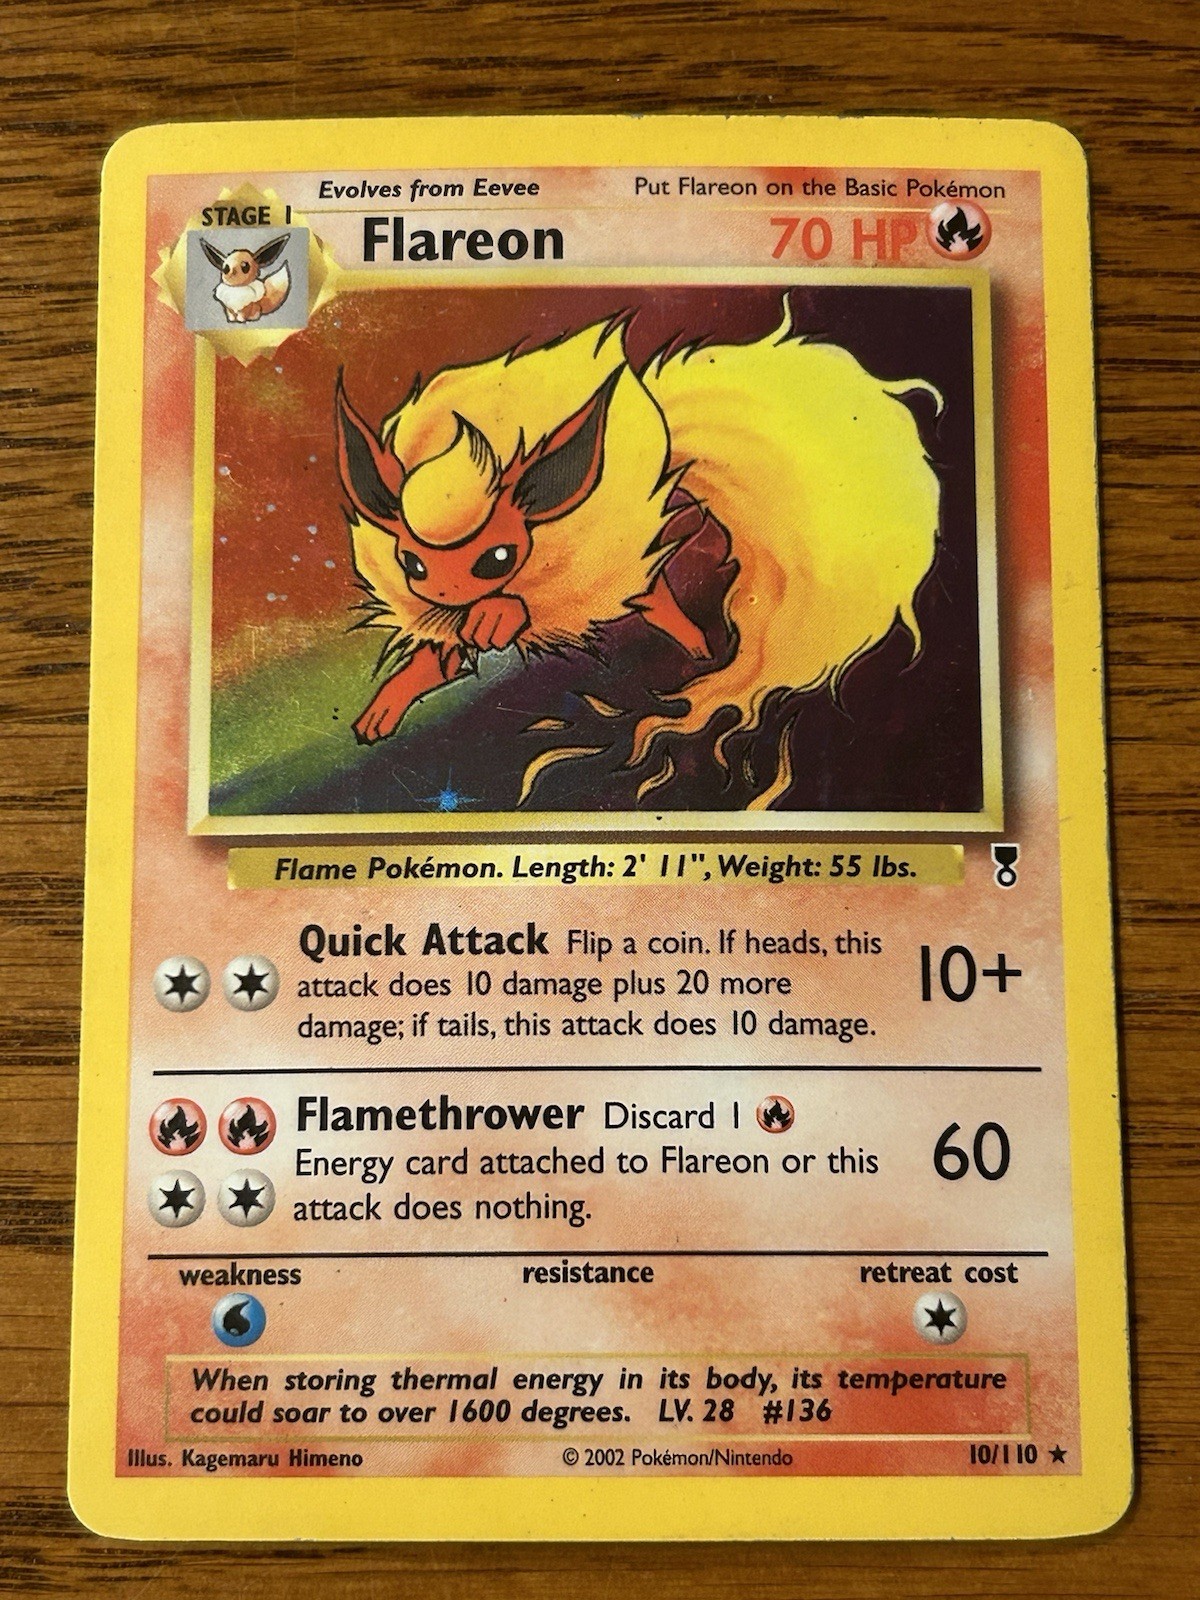 Evolves from Eevee Put Flareon on the Basic Pokémon
STAGE 1
Flareon 70 HP
Flame Pokémon. Length: 2' 11", Weight: 55 lbs.
Quick Attack Flip a coin. If heads, this
attack does 10 damage plus 20 more
damage; if tails, this attack does 10 damage.
10+
Flamethrower Discard 1
Energy card attached to Flareon or this
attack does nothing.
60
weakness resistance retreat cost
When storing thermal energy in its body, its temperature
could soar to over 1600 degrees. LV. 28 #136
Illus. Kagemaru Himeno © 2002 Pokémon/Nintendo 10/110 ★